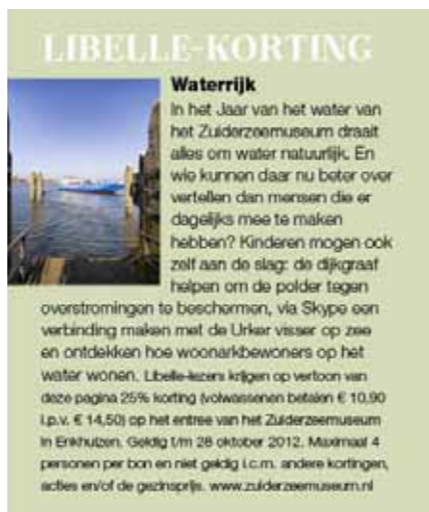 LIBELLE-KORTING
Waterrijk
In het Jaar van het water van
het Zuiderzeemuseum draait
alles om water natuurlijk. En
wie kunnen daar nu beter over
vertellen dan mensen die er
dagelijks mee te maken
hebben? Kinderen mogen ook
zelf aan de slag: de dijkgraaf
helpen om de polder tegen
overstromingen te beschermen, via Skype een
verbinding maken met de Urker visser op zee
en ontdekken hoe woonarkbewoners op het
water wonen. Libelle-lezers krijgen op vertoon van
deze pagina 25% korting (volwassenen betalen € 10,90
i.p.v. € 14,50) op het entree van het Zuiderzeemuseum
in Enkhuizen. Geldig t/m 28 oktober 2012. Maximaal 4
personen per bon en niet geldig i.c.m. andere kortingen,
acties en/of de gezinsprijs. www.zuiderzeemuseum.nl